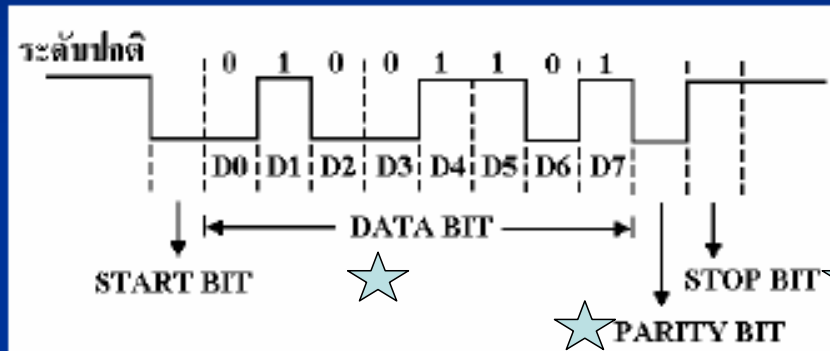 ระดับปกติ
0 1 0 0 1 1 0 1
D0 D1 D2 D3 D4 D5 D6 D7
DATA BIT
START BIT
STOP BIT
PARITY BIT